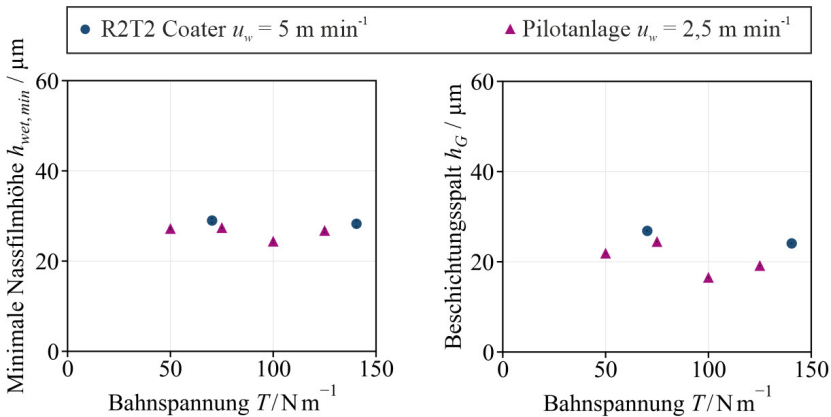 R2T2 Coater u_w = 5 m min⁻¹ Pilotanlage u_w = 2,5 m min⁻¹
Minimale Nassfilmhöhe h_wet,min / μm
60
40
20
0
0 50 100 150
Bahnspannung T/N m⁻¹
Beschichtungsspalt h_G / μm
60
40
20
0
0 50 100 150
Bahnspannung T/N m⁻¹